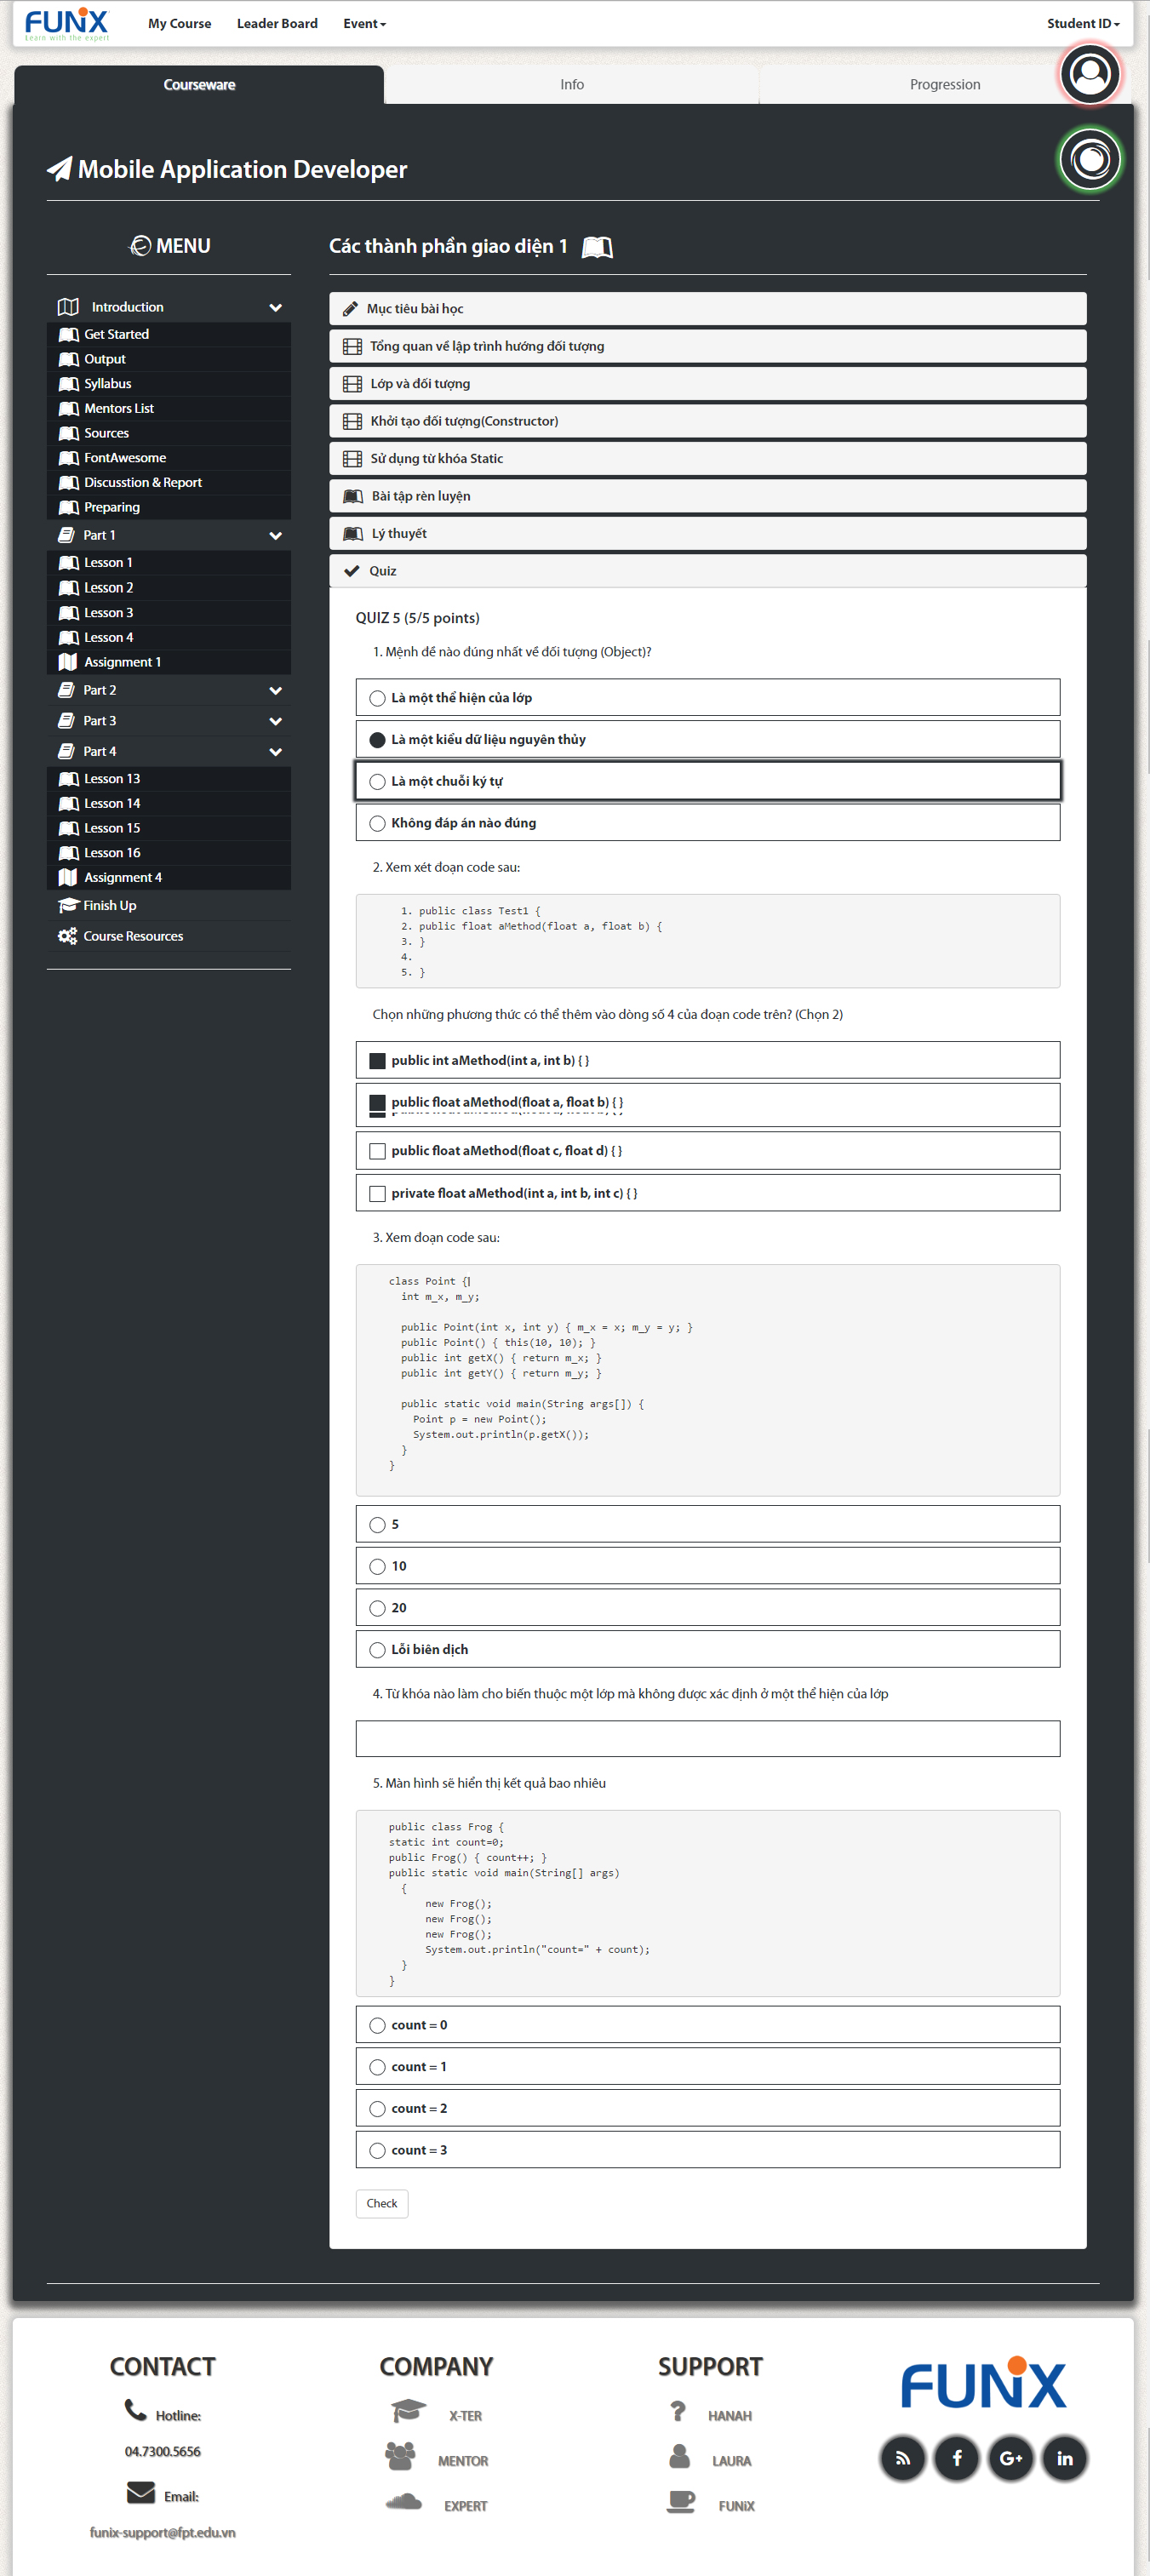 FUNiX
Learn with the expert
My Course
Leader Board
Event
Student ID
Courseware
Info
Progression
Mobile Application Developer
MENU
Introduction
Get Started
Output
Syllabus
Mentors List
Sources
FontAwesome
Discusstion & Report
Preparing
Part 1
Lesson 1
Lesson 2
Lesson 3
Lesson 4
Assignment 1
Part 2
Part 3
Part 4
Lesson 13
Lesson 14
Lesson 15
Lesson 16
Assignment 4
Finish Up
Course Resources
Các thành phần giao diện 1
Mục tiêu bài học
Tổng quan về lập trình hướng đối tượng
Lớp và đối tượng
Khởi tạo đối tượng(Constructor)
Sử dụng từ khóa Static
Bài tập rèn luyện
Lý thuyết
Quiz
QUIZ 5 (5/5 points)
1. Mệnh đề nào đúng nhất về đối tượng (Object)?
Là một thể hiện của lớp
Là một kiểu dữ liệu nguyên thủy
Là một chuỗi ký tự
Không đáp án nào đúng
2. Xem xét đoạn code sau:
1. public class Test1 {
2. public float aMethod(float a, float b) {
3. }
4.
5. }
Chọn những phương thức có thể thêm vào dòng số 4 của đoạn code trên? (Chọn 2)
public int aMethod(int a, int b) { }
public float aMethod(float a, float b) { }
public float aMethod(float c, float d) { }
private float aMethod(int a, int b, int c) { }
3. Xem đoạn code sau:
class Point {
int m_x, m_y;
public Point(int x, int y) { m_x = x; m_y = y; }
public Point() { this(10, 10); }
public int getX() { return m_x; }
public int getY() { return m_y; }
public static void main(String args[]) {
Point p = new Point();
System.out.println(p.getX());
}
}
5
10
20
Lỗi biên dịch
4. Từ khóa nào làm cho biến thuộc một lớp mà không được xác định ở một thể hiện của lớp
5. Màn hình sẽ hiển thị kết quả bao nhiêu
public class Frog {
static int count=0;
public Frog() { count++; }
public static void main(String[] args)
{
new Frog();
new Frog();
new Frog();
System.out.println("count=" + count);
}
}
count = 0
count = 1
count = 2
count = 3
Check
CONTACT
Hotline:
04.7300.5656
Email:
funix-support@fpt.edu.vn
COMPANY
X-TER
MENTOR
EXPERT
SUPPORT
HANAH
LAURA
FUNiX
FUNiX